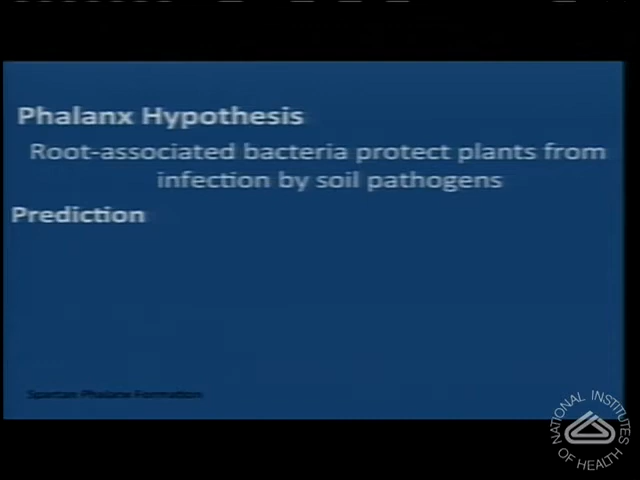 Phalanx Hypothesis
Root-associated bacteria protect plants from
infection by soil pathogens
Prediction
Spartan Phalanx Formation
NATIONAL INSTITUTES
OF HEALTH